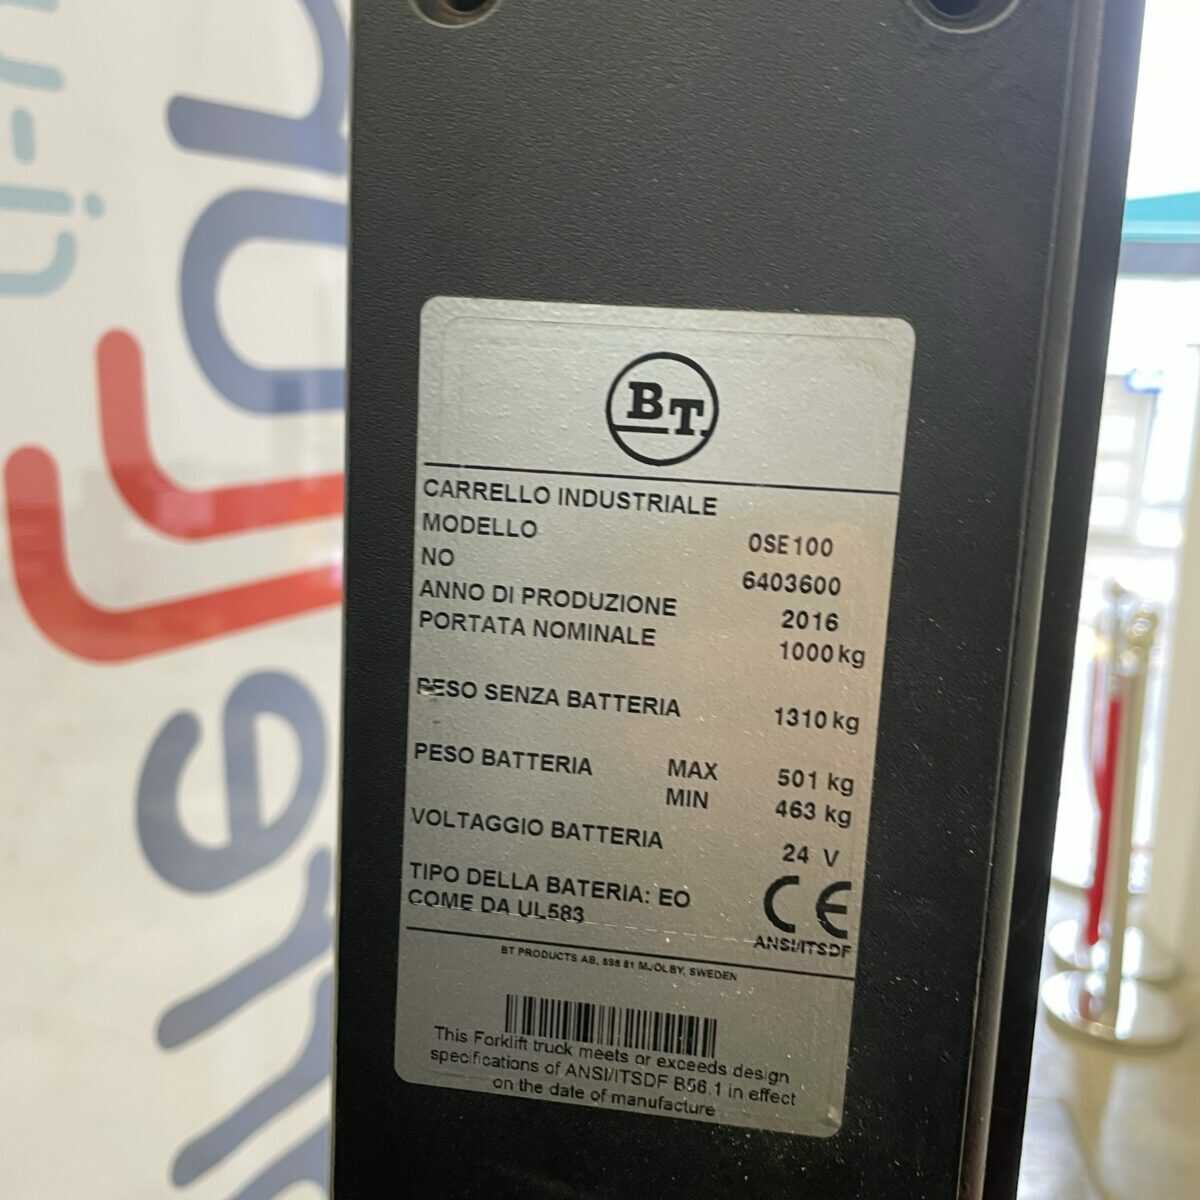 BT
CARRELLO INDUSTRIALE
MODELLO OSE100
NO 6403600
ANNO DI PRODUZIONE 2016
PORTATA NOMINALE 1000 kg
PESO SENZA BATTERIA 1310 kg
PESO BATTERIA MAX 501 kg
MIN 463 kg
VOLTAGGIO BATTERIA 24 V
TIPO DELLA BATERIA: EO
COME DA UL583
CE
ANSI/ITSDF
BT PRODUCTS AB, MJOLBY, SWEDEN
This Forklift truck meets or exceeds design
specifications of ANSI/ITSDF B56.1 in effect
on the date of manufacture